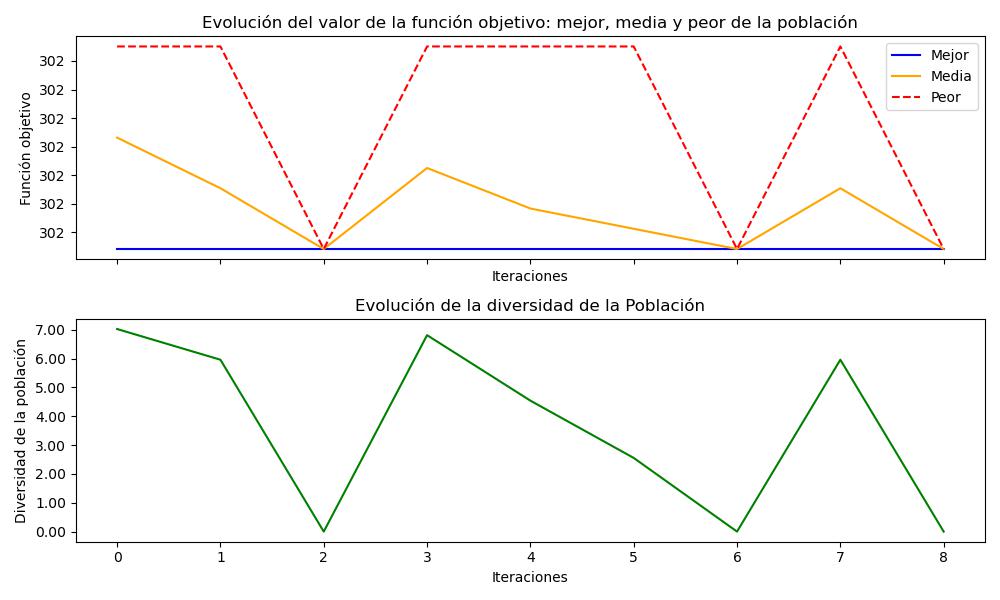 Evolución del valor de la función objetivo: mejor, media y peor de la población
Función objetivo
302
302
302
302
302
302
302
Mejor
Media
Peor
Iteraciones
Evolución de la diversidad de la Población
Diversidad de la población
7.00
6.00
5.00
4.00
3.00
2.00
1.00
0.00
0 1 2 3 4 5 6 7 8
Iteraciones